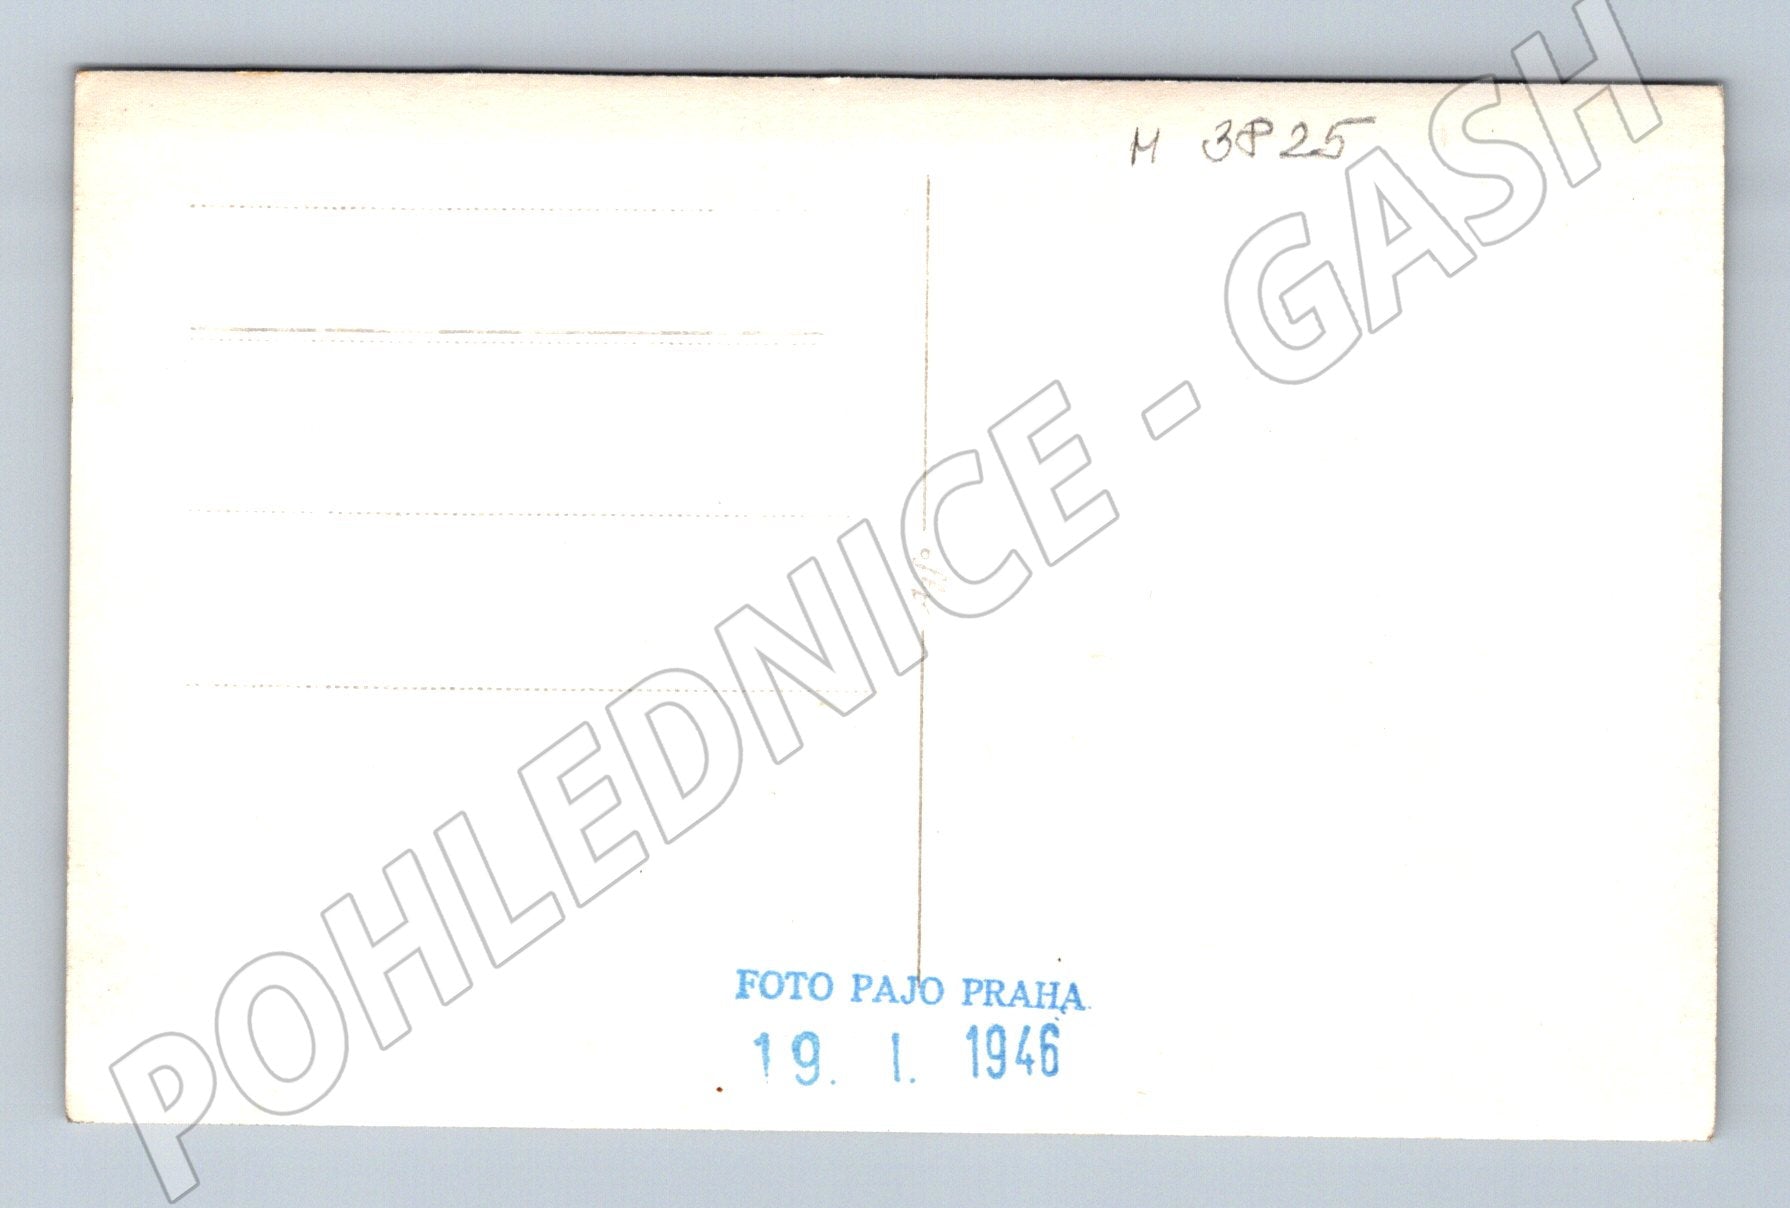 M 3825
POHLEDNICE - GASH
FOTO PAJO PRAHA
19. I. 1946